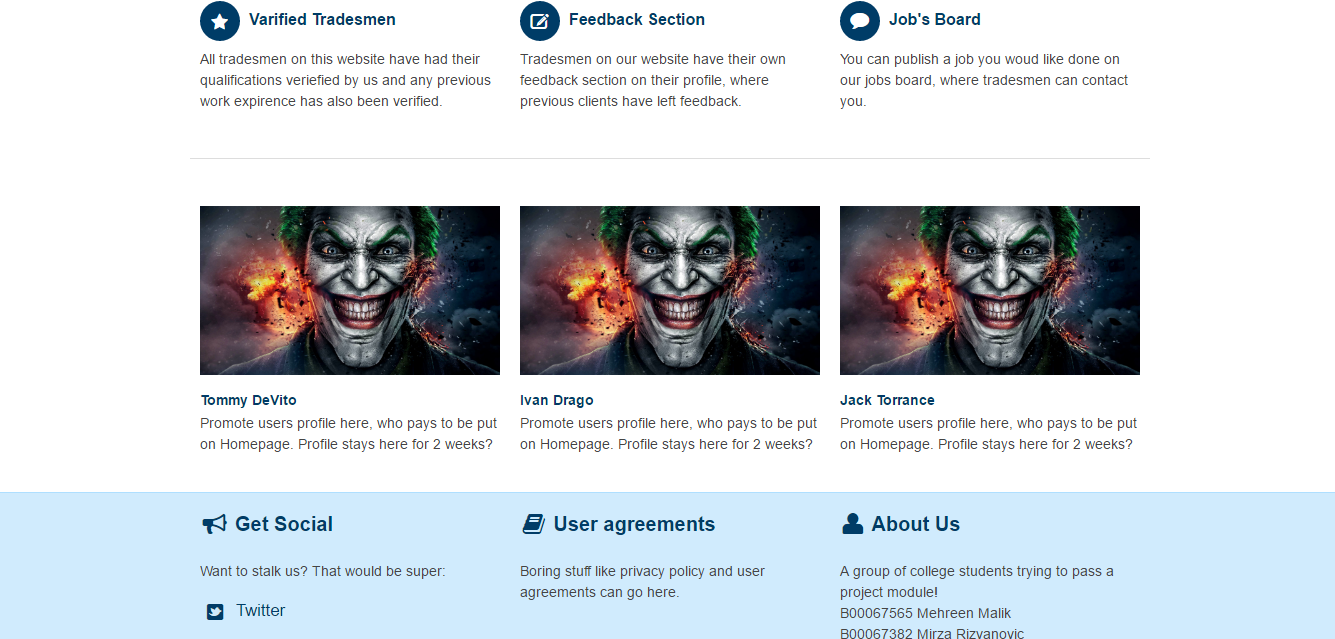 Varified Tradesmen
All tradesmen on this website have had their
qualifications veriefied by us and any previous
work expirence has also been verified.
Feedback Section
Tradesmen on our website have their own
feedback section on their profile, where
previous clients have left feedback.
Job's Board
You can publish a job you woud like done on
our jobs board, where tradesmen can contact
you.
Tommy DeVito
Promote users profile here, who pays to be put
on Homepage. Profile stays here for 2 weeks?
Ivan Drago
Promote users profile here, who pays to be put
on Homepage. Profile stays here for 2 weeks?
Jack Torrance
Promote users profile here, who pays to be put
on Homepage. Profile stays here for 2 weeks?
Get Social
Want to stalk us? That would be super:
Twitter
User agreements
Boring stuff like privacy policy and user
agreements can go here.
About Us
A group of college students trying to pass a
project module!
B00067565 Mehreen Malik
B00067382 Mirza Rizvanovic